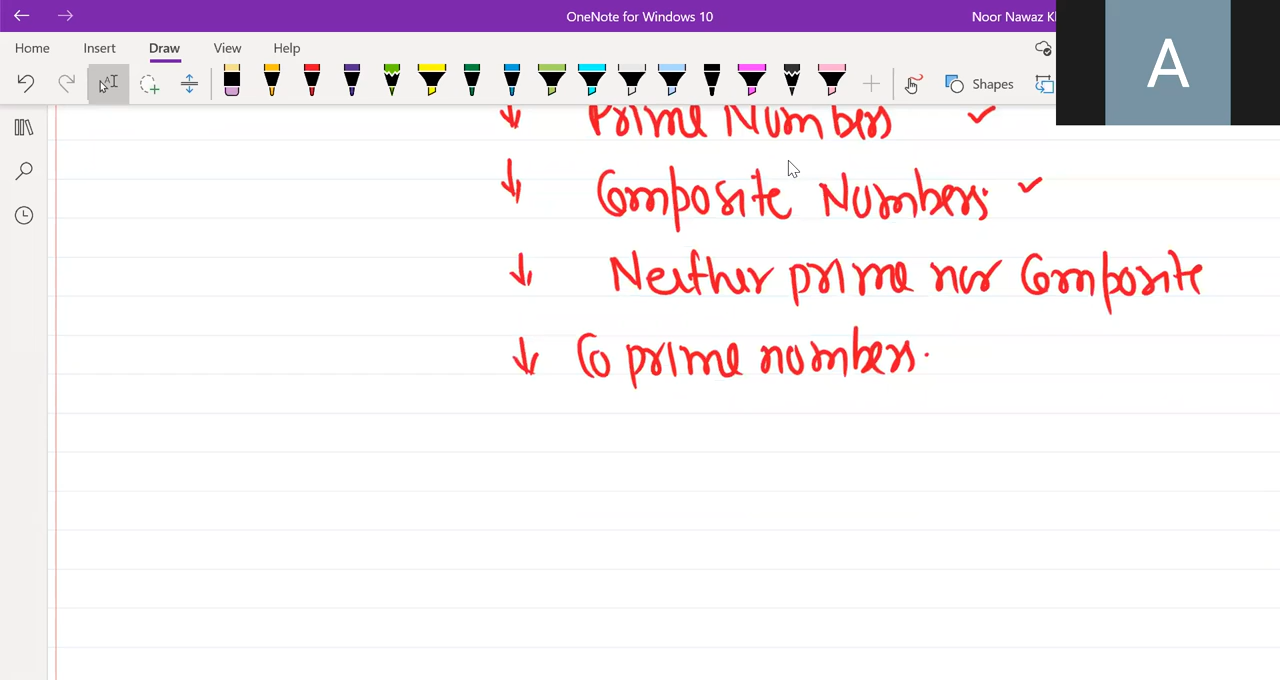 OneNote for Windows 10
Noor Nawaz
Home Insert Draw View Help
Shapes
A
Prime Numbers
Composite Numbers.
Neither prime nor Composite
Co prime numbers.